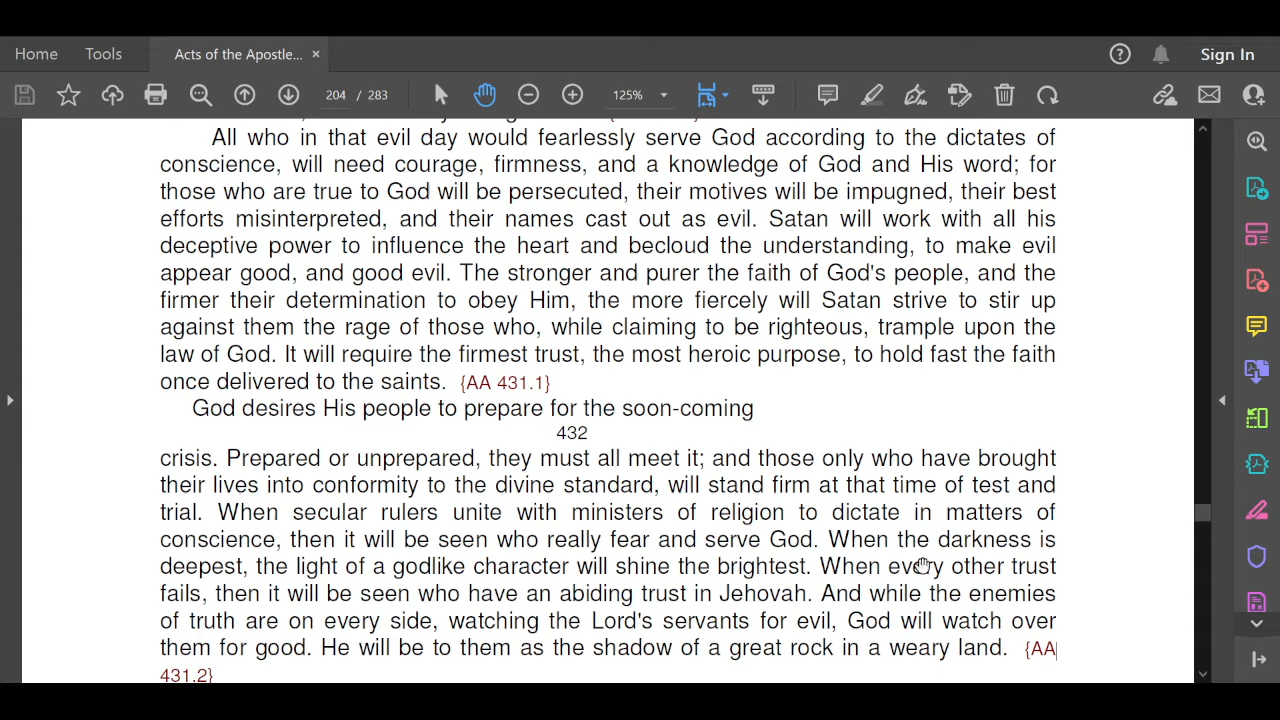 Home Tools Acts of the Apostle... × ? Sign In
204 / 283 125%
All who in that evil day would fearlessly serve God according to the dictates of
conscience, will need courage, firmness, and a knowledge of God and His word; for
those who are true to God will be persecuted, their motives will be impugned, their best
efforts misinterpreted, and their names cast out as evil. Satan will work with all his
deceptive power to influence the heart and becloud the understanding, to make evil
appear good, and good evil. The stronger and purer the faith of God's people, and the
firmer their determination to obey Him, the more fiercely will Satan strive to stir up
against them the rage of those who, while claiming to be righteous, trample upon the
law of God. It will require the firmest trust, the most heroic purpose, to hold fast the faith
once delivered to the saints. {AA 431.1}
God desires His people to prepare for the soon-coming
432
crisis. Prepared or unprepared, they must all meet it; and those only who have brought
their lives into conformity to the divine standard, will stand firm at that time of test and
trial. When secular rulers unite with ministers of religion to dictate in matters of
conscience, then it will be seen who really fear and serve God. When the darkness is
deepest, the light of a godlike character will shine the brightest. When every other trust
fails, then it will be seen who have an abiding trust in Jehovah. And while the enemies
of truth are on every side, watching the Lord's servants for evil, God will watch over
them for good. He will be to them as the shadow of a great rock in a weary land. {AA
431.2}